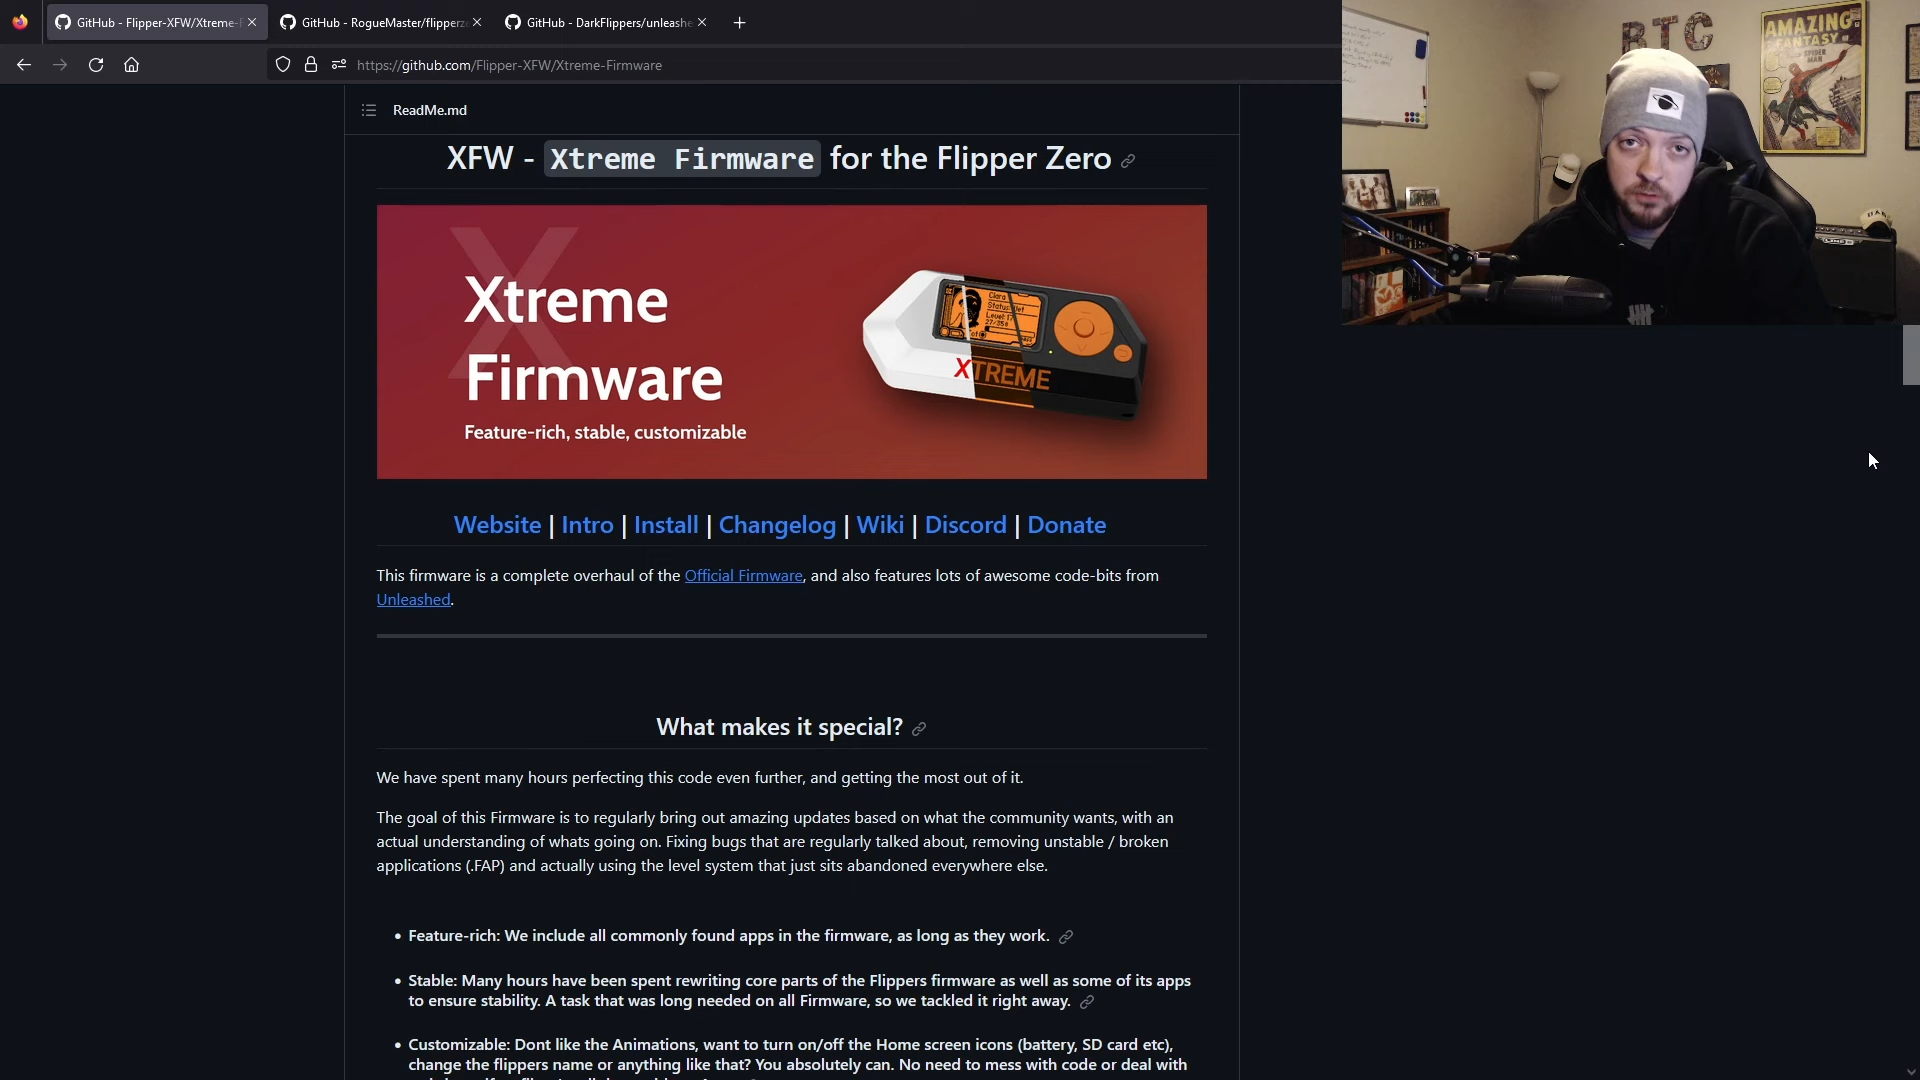 GitHub - Flipper-XFW/Xtreme-F
GitHub - RogueMaster/flipperz
GitHub - DarkFlippers/unleashe
https://github.com/Flipper-XFW/Xtreme-Firmware
BTC
AMAZING
FANTASY
SPIDER
MAN
ReadMe.md
XFW - Xtreme Firmware for the Flipper Zero
Xtreme
Firmware
Feature-rich, stable, customizable
Clara
XTREME
LINE 6
Website | Intro | Install | Changelog | Wiki | Discord | Donate
This firmware is a complete overhaul of the Official Firmware, and also features lots of awesome code-bits from
Unleashed.
What makes it special?
We have spent many hours perfecting this code even further, and getting the most out of it.
The goal of this Firmware is to regularly bring out amazing updates based on what the community wants, with an
actual understanding of whats going on. Fixing bugs that are regularly talked about, removing unstable / broken
applications (.FAP) and actually using the level system that just sits abandoned everywhere else.
• Feature-rich: We include all commonly found apps in the firmware, as long as they work.
• Stable: Many hours have been spent rewriting core parts of the Flippers firmware as well as some of its apps
to ensure stability. A task that was long needed on all Firmware, so we tackled it right away.
• Customizable: Dont like the Animations, want to turn on/off the Home screen icons (battery, SD card etc),
change the flippers name or anything like that? You absolutely can. No need to mess with code or deal with